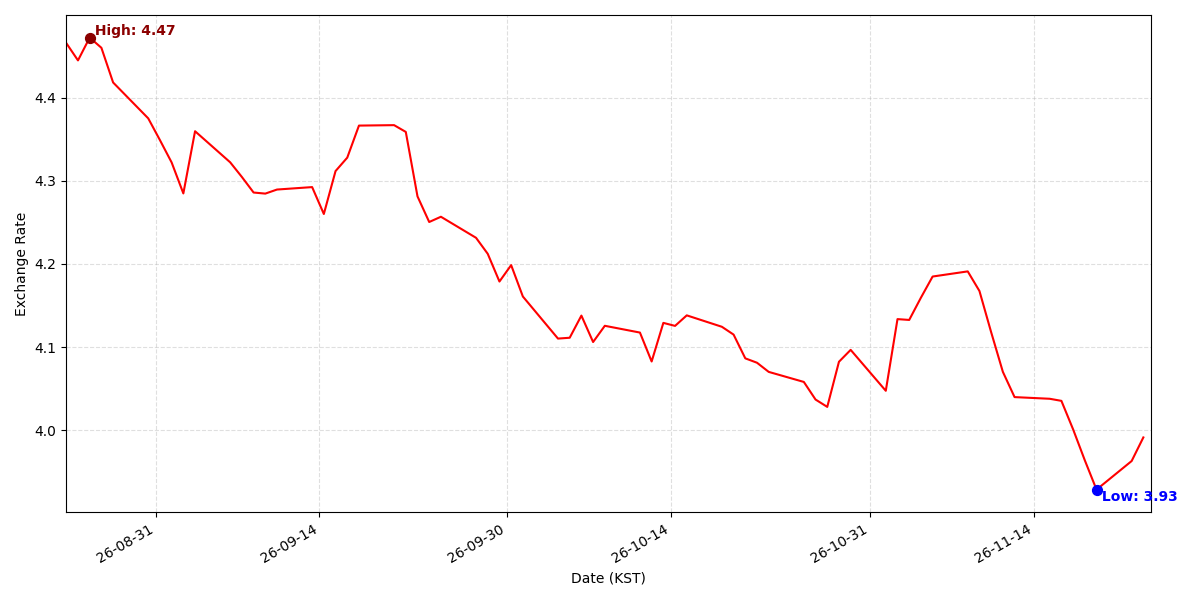 High: 4.47
4.4
4.3
4.2
4.1
4.0
Exchange Rate
Low: 3.93
26-08-31
26-09-14
26-09-30
26-10-14
26-10-31
26-11-14
Date (KST)